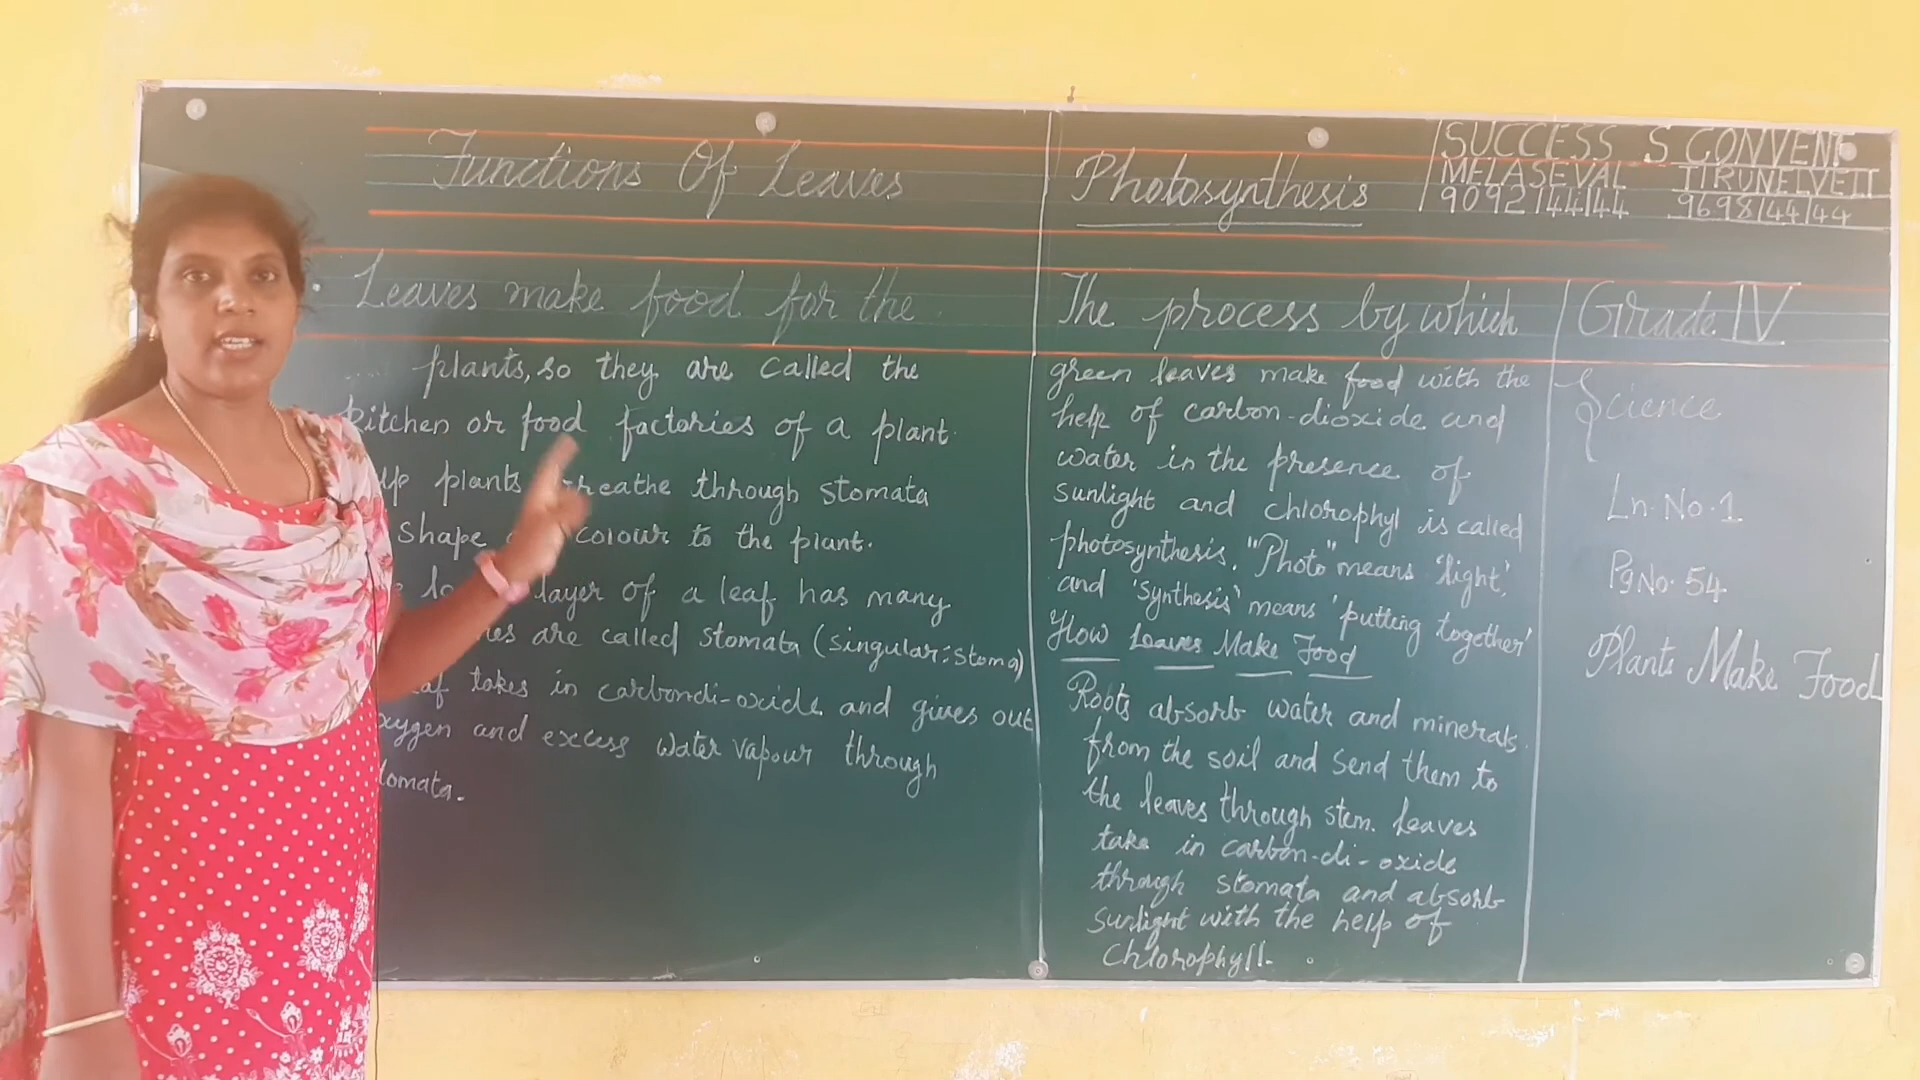 Functions Of Leaves
Leaves make food for the
plants, so they are called the
kitchen or food factories of a plant.
plants breathe through stomata
shape colour to the plant.
layer of a leaf has many
are called stomata (singular: stoma)
takes in carbondi-oxide and gives out
oxygen and excess water vapour through
stomata.
Photosynthesis
The process by which
green leaves make food with the
help of carbon-dioxide and
water in the presence of
sunlight and chlorophyl is called
photosynthesis. "Photo" means 'light',
and 'synthesis' means 'putting together'
How Leaves Make Food
Roots absorb water and minerals
from the soil and send them to
the leaves through stem. Leaves
take in carbon-di-oxide
through stomata and absorb
sunlight with the help of
Chlorophyll.
SUCCESS S CONVENT
MELASEVAL TIRUNELVELI
9092144144 9698144144
Grade IV
Science
Ln. No. 1
Pg No. 54
Plants Make Food